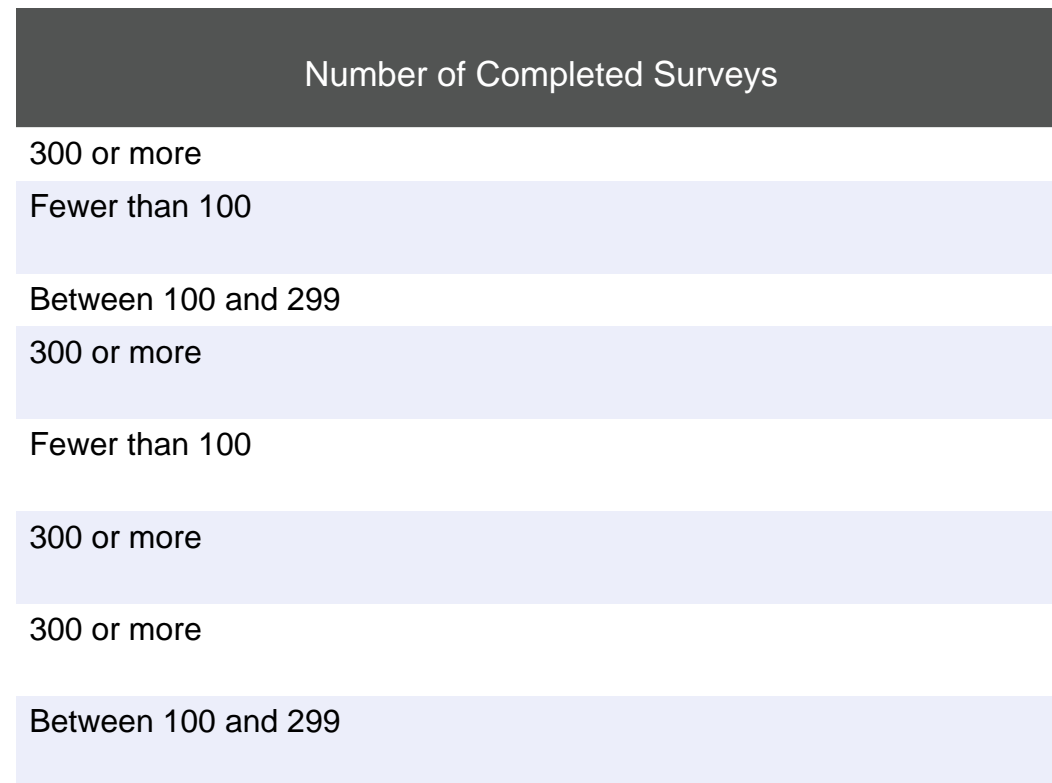 Number of Completed Surveys
300 or more
Fewer than 100
Between 100 and 299
300 or more
Fewer than 100
300 or more
300 or more
Between 100 and 299